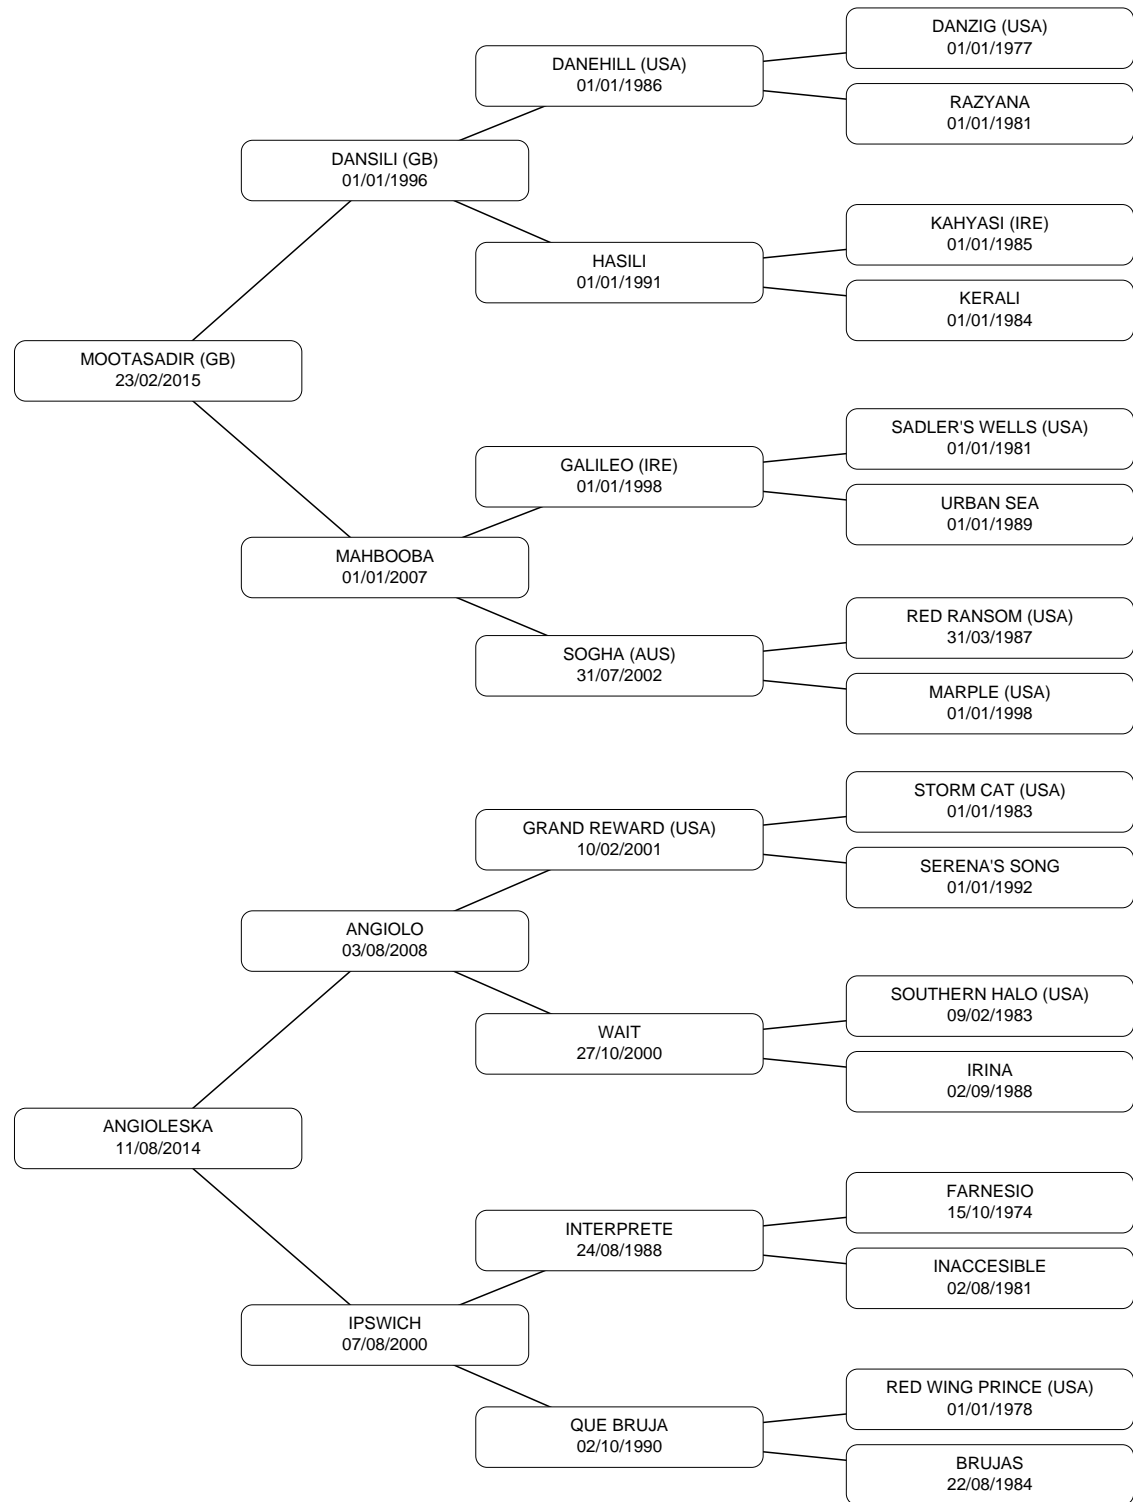 DANZIG (USA)
01/01/1977
DANEHILL (USA)
01/01/1986
RAZYANA
01/01/1981
DANSILI (GB)
01/01/1996
KAHYASI (IRE)
01/01/1985
HASILI
01/01/1991
KERALI
01/01/1984
MOOTASADIR (GB)
23/02/2015
SADLER'S WELLS (USA)
01/01/1981
GALILEO (IRE)
01/01/1998
URBAN SEA
01/01/1989
MAHBOOBA
01/01/2007
RED RANSOM (USA)
31/03/1987
SOGHA (AUS)
31/07/2002
MARPLE (USA)
01/01/1998
STORM CAT (USA)
01/01/1983
GRAND REWARD (USA)
10/02/2001
SERENA'S SONG
01/01/1992
ANGIOLO
03/08/2008
SOUTHERN HALO (USA)
09/02/1983
WAIT
27/10/2000
IRINA
02/09/1988
ANGIOLESKA
11/08/2014
FARNESIO
15/10/1974
INTERPRETE
24/08/1988
INACCESIBLE
02/08/1981
IPSWICH
07/08/2000
RED WING PRINCE (USA)
01/01/1978
QUE BRUJA
02/10/1990
BRUJAS
22/08/1984